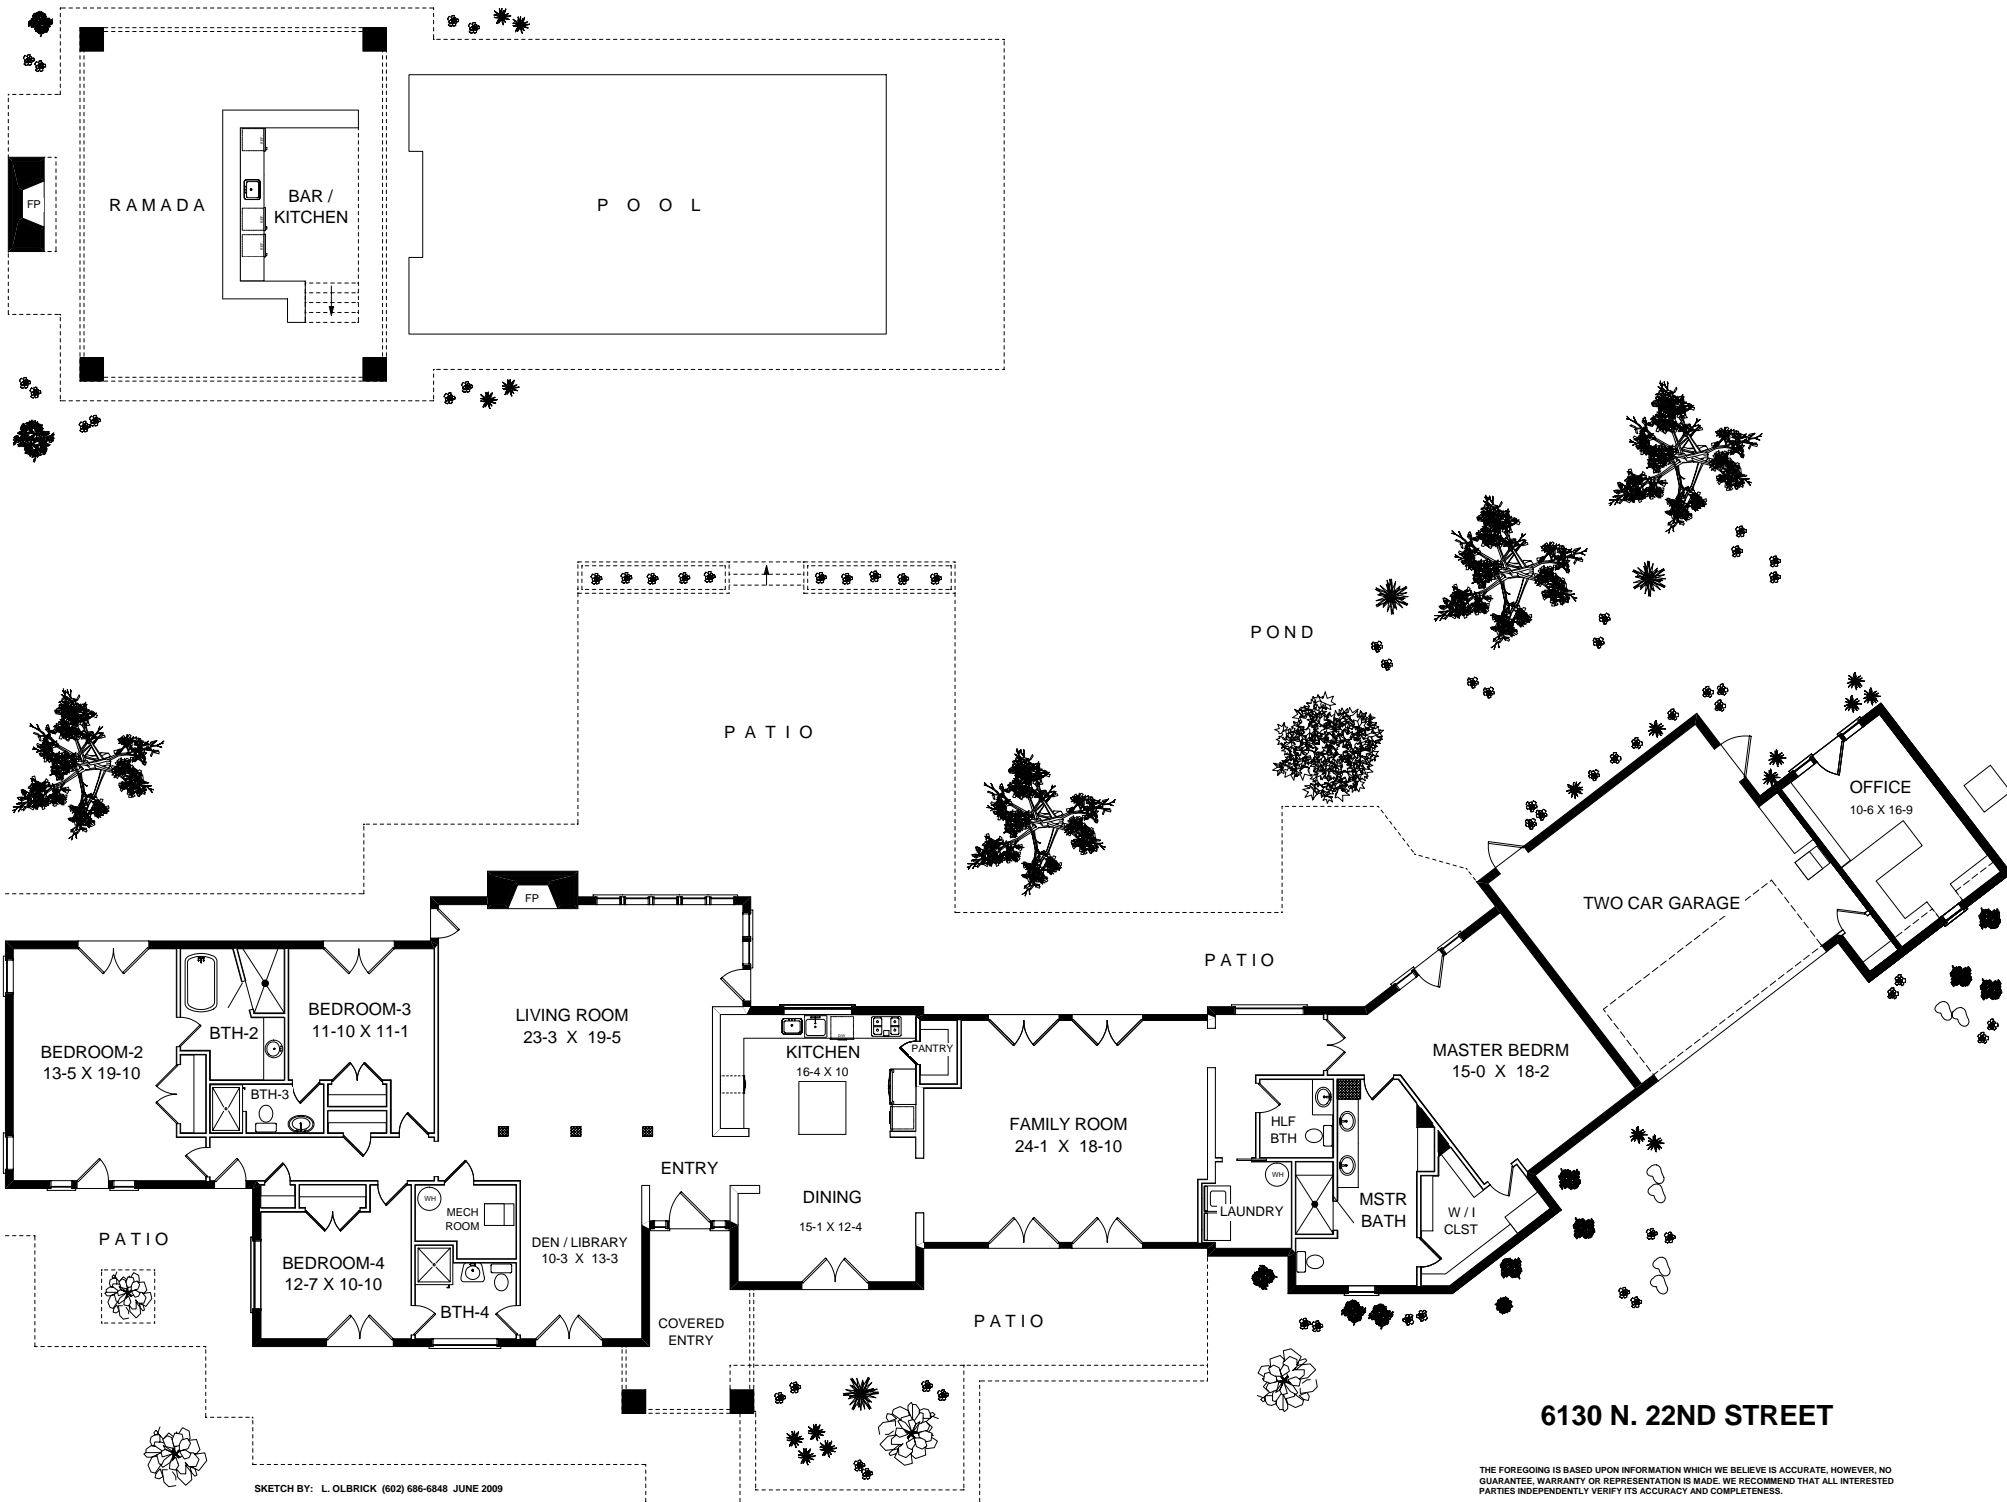 FP
RAMADA
BAR /
KITCHEN
POOL
POND
PATIO
OFFICE
10-6 X 16-9
TWO CAR GARAGE
FP
PATIO
LIVING ROOM
23-3 X 19-5
BEDROOM-3
11-10 X 11-1
BTH-2
BEDROOM-2
13-5 X 19-10
BTH-3
KITCHEN
16-4 X 10
PANTRY
MASTER BEDRM
15-0 X 18-2
FAMILY ROOM
24-1 X 18-10
HLF
BTH
ENTRY
WH
WH
MECH
ROOM
DINING
15-1 X 12-4
LAUNDRY
MSTR
BATH
W / I
CLST
PATIO
DEN / LIBRARY
10-3 X 13-3
BEDROOM-4
12-7 X 10-10
BTH-4
COVERED
ENTRY
PATIO
6130 N. 22ND STREET
SKETCH BY: L. OLBRICK (602) 686-6848 JUNE 2009
THE FOREGOING IS BASED UPON INFORMATION WHICH WE BELIEVE IS ACCURATE, HOWEVER, NO
GUARANTEE, WARRANTY OR REPRESENTATION IS MADE. WE RECOMMEND THAT ALL INTERESTED
PARTIES INDEPENDENTLY VERIFY ITS ACCURACY AND COMPLETENESS.